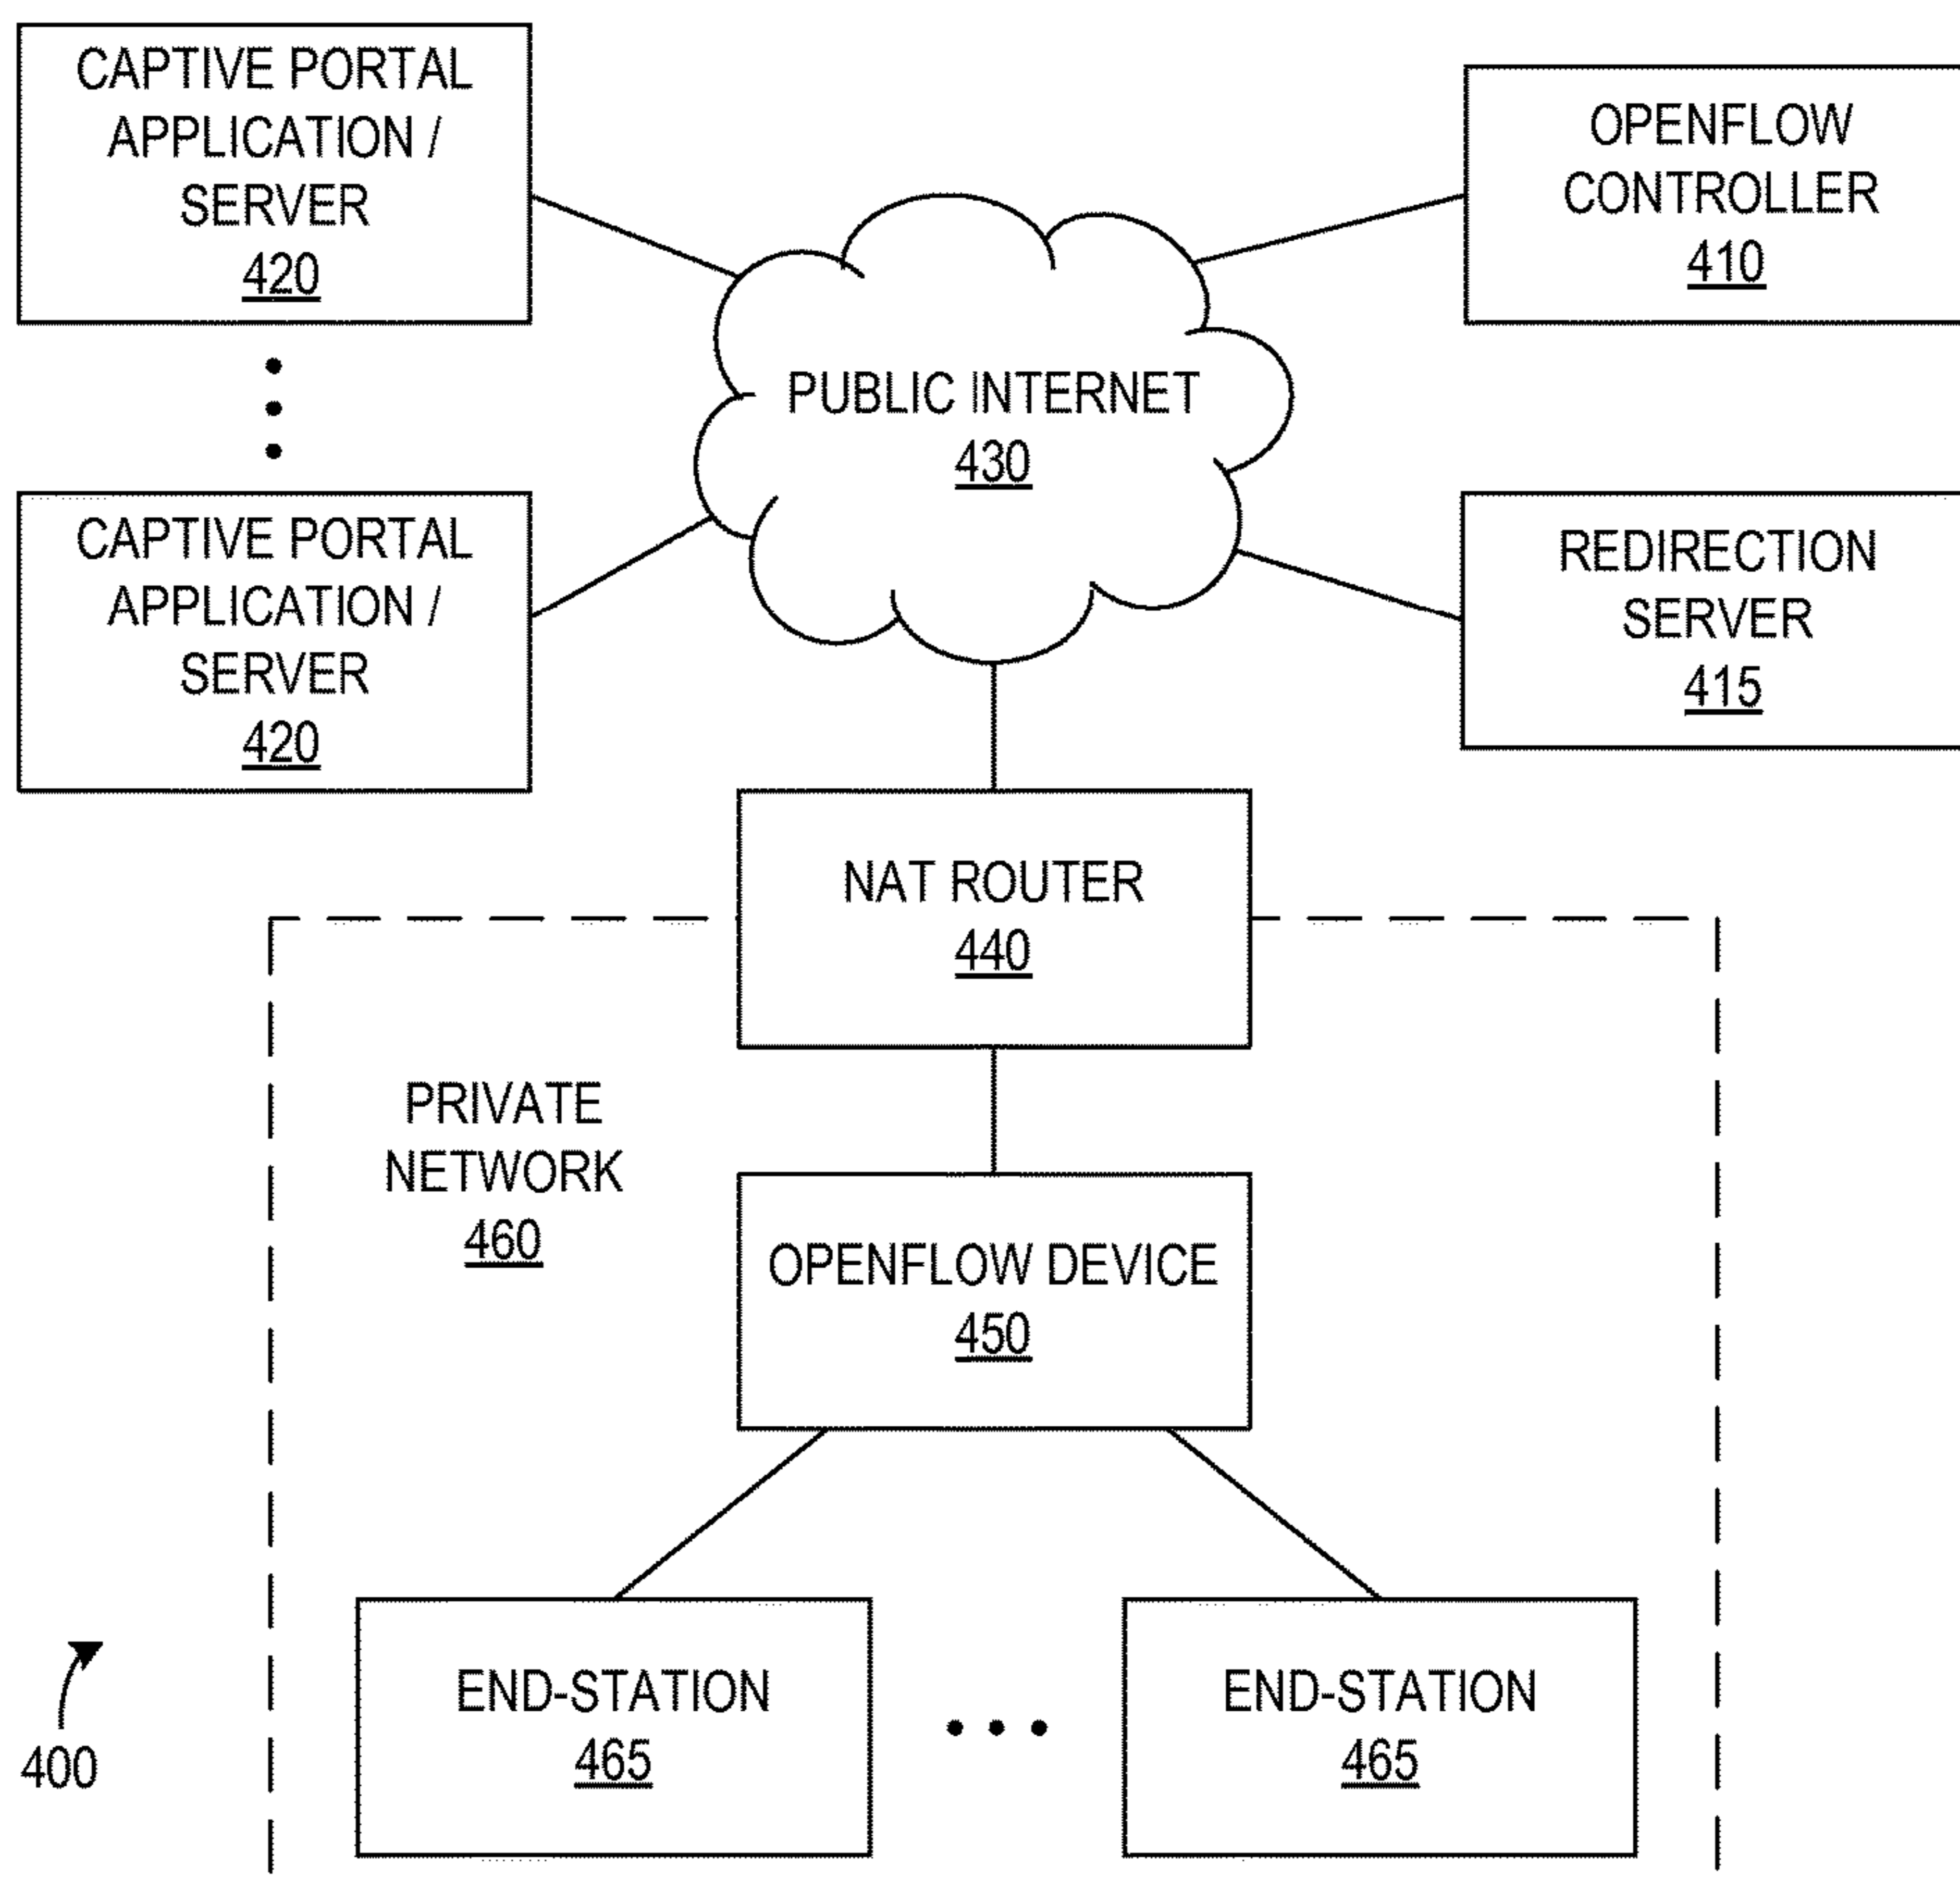 CAPTIVE PORTAL
APPLICATION /
SERVER
420
OPENFLOW
CONTROLLER
410
PUBLIC INTERNET
430
CAPTIVE PORTAL
APPLICATION /
SERVER
420
REDIRECTION
SERVER
415
NAT ROUTER
440
PRIVATE
NETWORK
460
OPENFLOW DEVICE
450
END-STATION
465
END-STATION
465
400